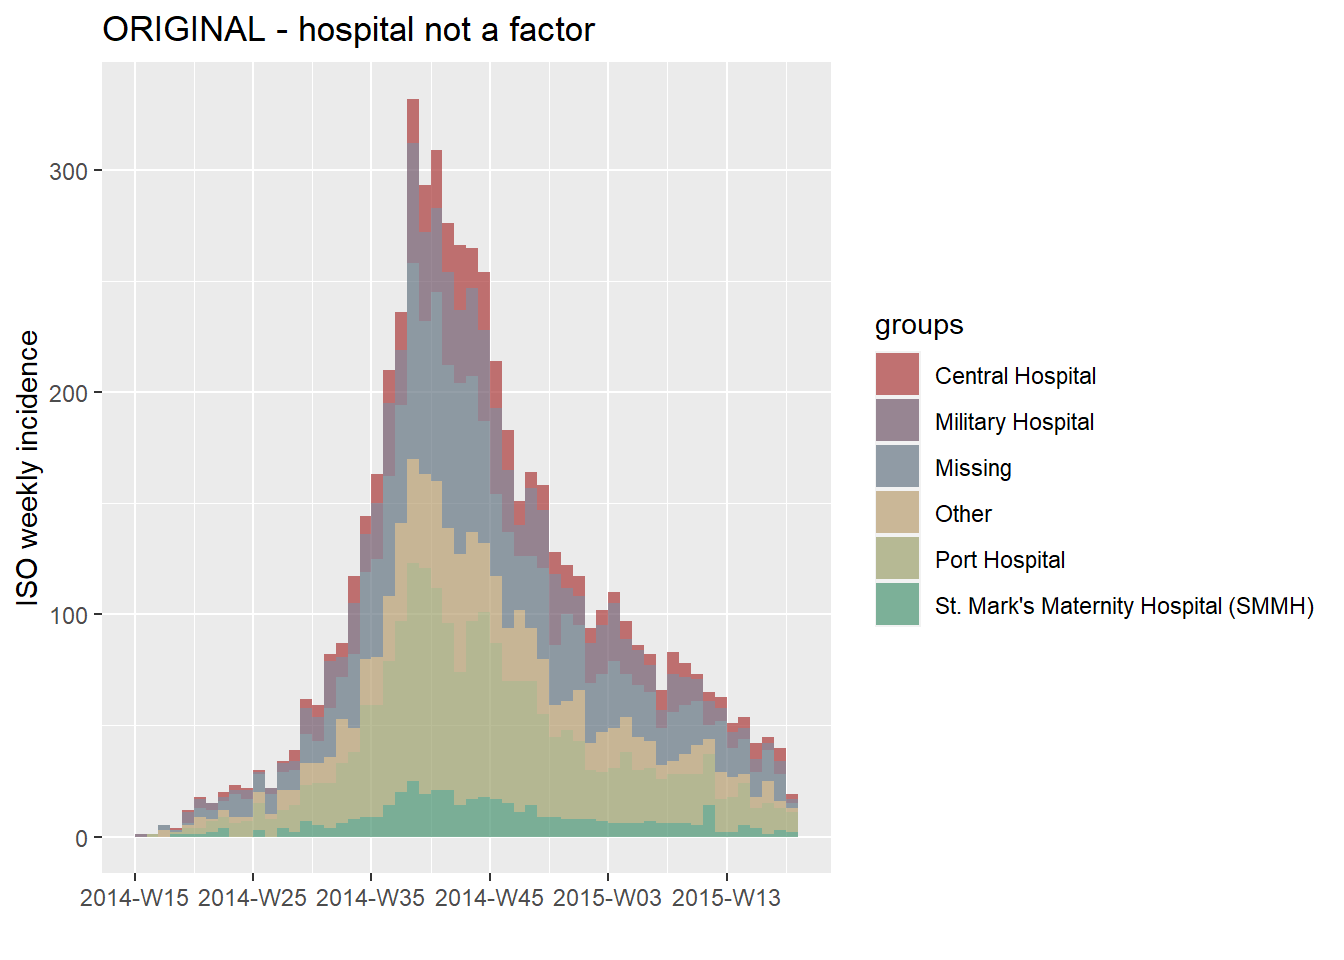 ORIGINAL - hospital not a factor
ISO weekly incidence
300
200
100
0
2014-W15 2014-W25 2014-W35 2014-W45 2015-W03 2015-W13
groups
Central Hospital
Military Hospital
Missing
Other
Port Hospital
St. Mark's Maternity Hospital (SMMH)